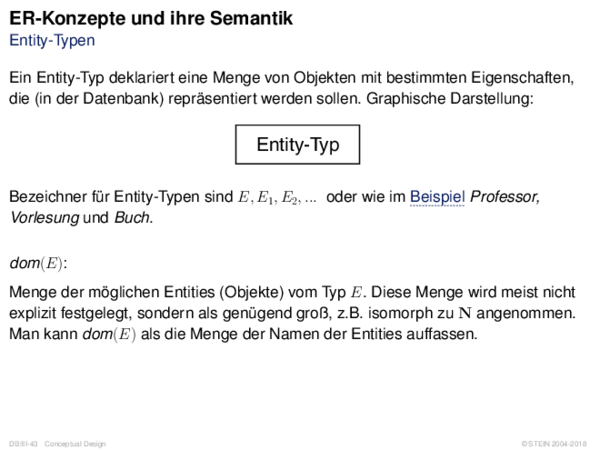 ER-Konzepte und ihre Semantik
Entity-Typen
Ein Entity-Typ deklariert eine Menge von Objekten mit bestimmten Eigenschaften,
die (in der Datenbank) repräsentiert werden sollen. Graphische Darstellung:
Entity-Typ
Bezeichner für Entity-Typen sind E, E₁, E₂, ... oder wie im Beispiel Professor,
Vorlesung und Buch.
dom(E):
Menge der möglichen Entities (Objekte) vom Typ E. Diese Menge wird meist nicht
explizit festgelegt, sondern als genügend groß, z.B. isomorph zu N angenommen.
Man kann dom(E) als die Menge der Namen der Entities auffassen.
DB:III-43 Conceptual Design © STEIN 2004-2018